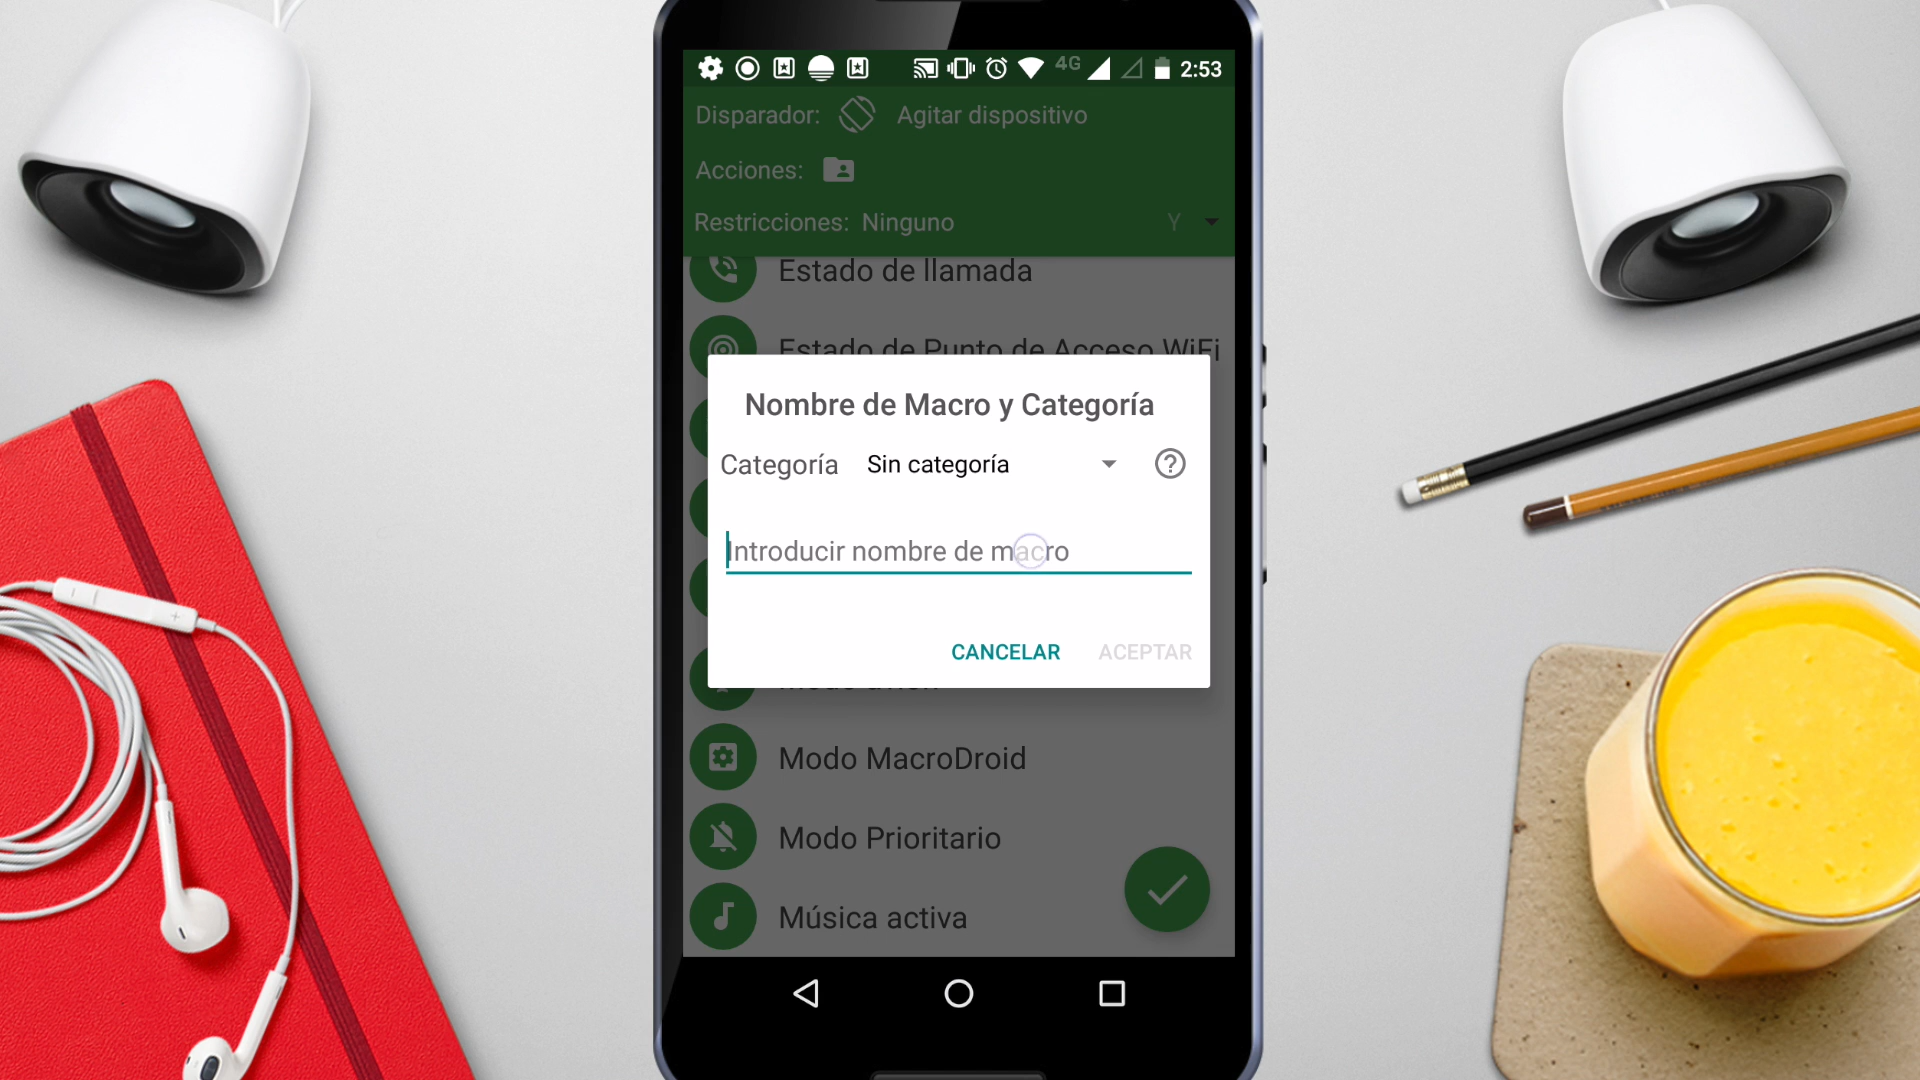 4G 2:53
Disparador: Agitar dispositivo
Acciones:
Restricciones: Ninguno Y
Estado de llamada
Estado de Punto de Acceso WiFi
Nombre de Macro y Categoría
Categoría Sin categoría
Introducir nombre de macro
CANCELAR ACEPTAR
Modo MacroDroid
Modo Prioritario
Música activa